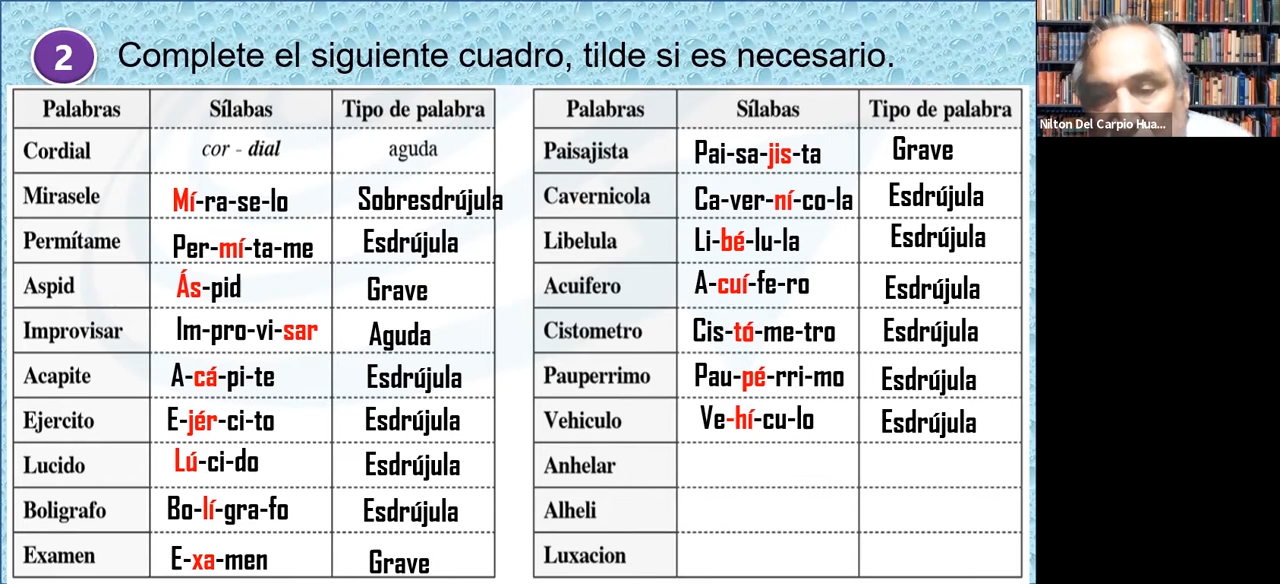 2 Complete el siguiente cuadro, tilde si es necesario.
Palabras Sílabas Tipo de palabra
Cordial cor - dial aguda
Mirasele Mí-ra-se-lo Sobresdrújula
Permítame Per-mí-ta-me Esdrújula
Aspid Ás-pid Grave
Improvisar Im-pro-vi-sar Aguda
Acapite A-cá-pi-te Esdrújula
Ejercito E-jér-ci-to Esdrújula
Lucido Lú-ci-do Esdrújula
Boligrafo Bo-lí-gra-fo Esdrújula
Examen E-xa-men Grave
Palabras Sílabas Tipo de palabra
Paisajista Pai-sa-jis-ta Grave
Cavernicola Ca-ver-ní-co-la Esdrújula
Libelula Li-bé-lu-la Esdrújula
Acuifero A-cuí-fe-ro Esdrújula
Cistometro Cis-tó-me-tro Esdrújula
Pauperrimo Pau-pé-rri-mo Esdrújula
Vehiculo Ve-hí-cu-lo Esdrújula
Anhelar
Alheli
Luxacion
Nilton Del Carpio Hua...